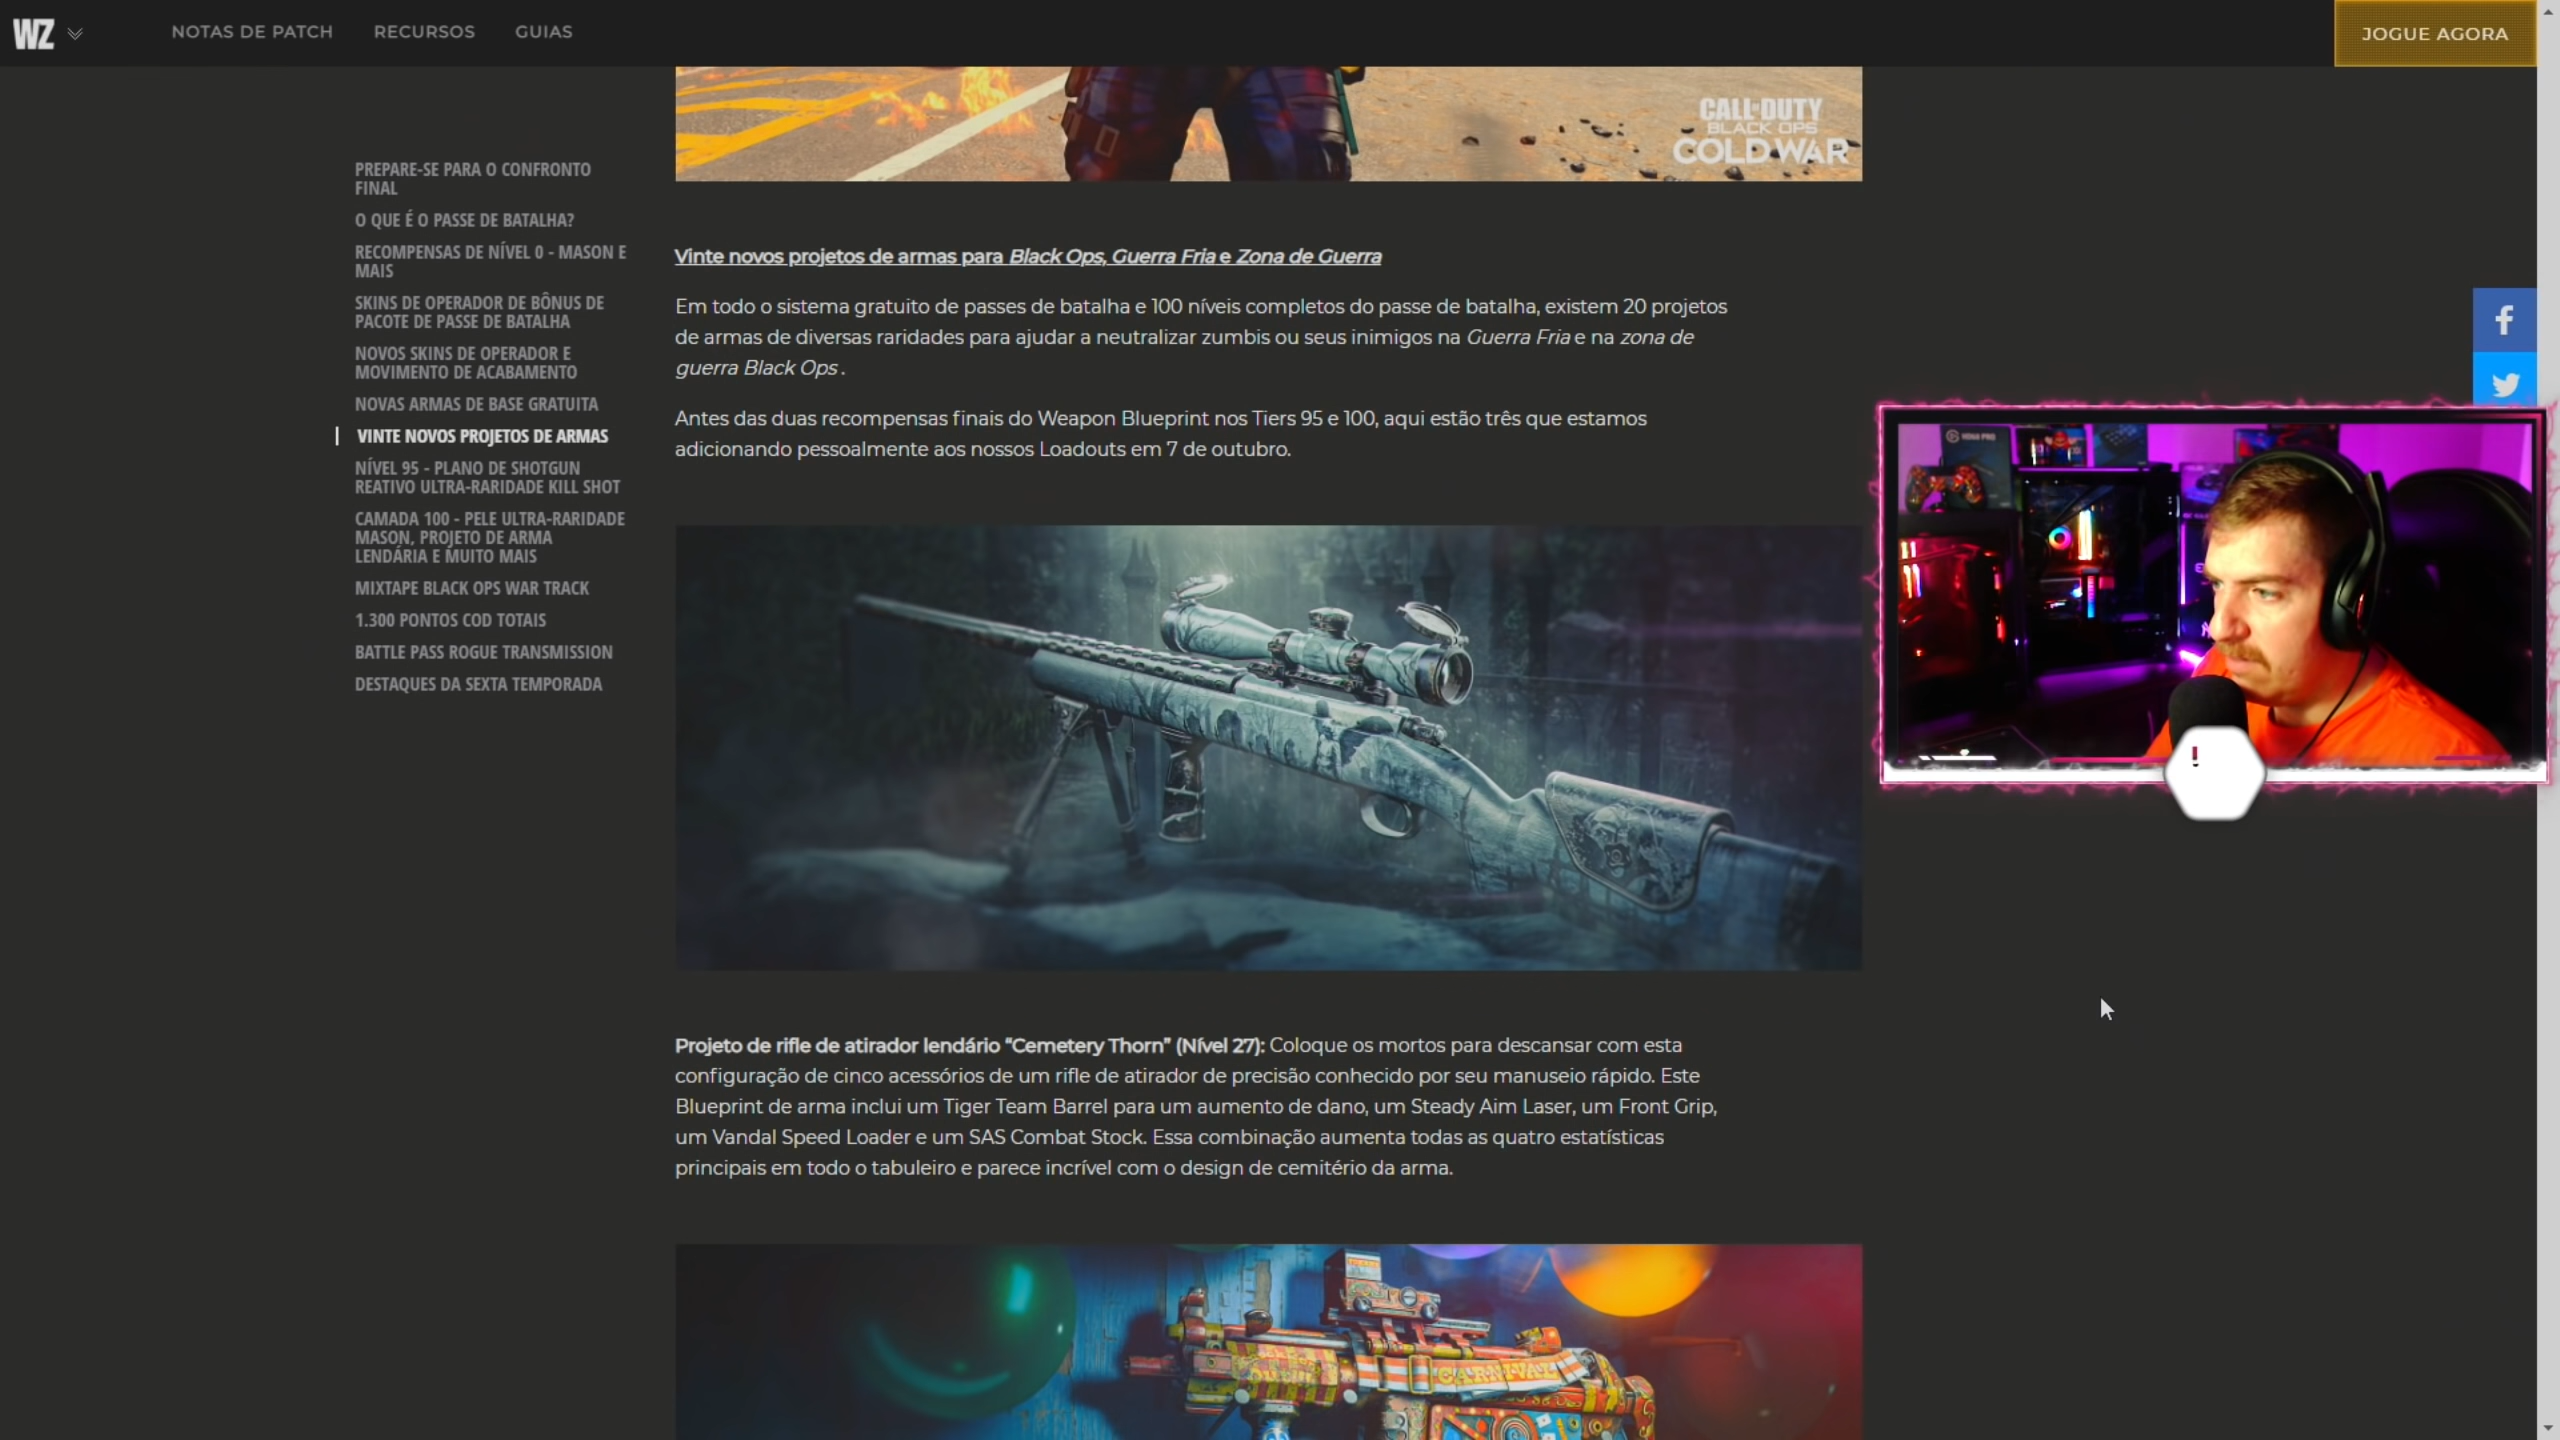 WZ
NOTAS DE PATCH
RECURSOS
GUIAS
JOGUE AGORA
CALL OF DUTY
BLACK OPS
COLD WAR
PREPARE-SE PARA O CONFRONTO
FINAL
O QUE É O PASSE DE BATALHA?
RECOMPENSAS DE NÍVEL 0 - MASON E
MAIS
SKINS DE OPERADOR DE BÔNUS DE
PACOTE DE PASSE DE BATALHA
NOVOS SKINS DE OPERADOR E
MOVIMENTO DE ACABAMENTO
NOVAS ARMAS DE BASE GRATUITA
VINTE NOVOS PROJETOS DE ARMAS
NÍVEL 95 - PLANO DE SHOTGUN
REATIVO ULTRA-RARIDADE KILL SHOT
CAMADA 100 - PELE ULTRA-RARIDADE
MASON, PROJETO DE ARMA
LENDÁRIA E MUITO MAIS
MIXTAPE BLACK OPS WAR TRACK
1.300 PONTOS COD TOTAIS
BATTLE PASS ROGUE TRANSMISSION
DESTAQUES DA SEXTA TEMPORADA
Vinte novos projetos de armas para Black Ops, Guerra Fria e Zona de Guerra
Em todo o sistema gratuito de passes de batalha e 100 níveis completos do passe de batalha, existem 20 projetos
de armas de diversas raridades para ajudar a neutralizar zumbis ou seus inimigos na Guerra Fria e na zona de
guerra Black Ops .
Antes das duas recompensas finais do Weapon Blueprint nos Tiers 95 e 100, aqui estão três que estamos
adicionando pessoalmente aos nossos Loadouts em 7 de outubro.
Projeto de rifle de atirador lendário “Cemetery Thorn” (Nível 27): Coloque os mortos para descansar com esta
configuração de cinco acessórios de um rifle de atirador de precisão conhecido por seu manuseio rápido. Este
Blueprint de arma inclui um Tiger Team Barrel para um aumento de dano, um Steady Aim Laser, um Front Grip,
um Vandal Speed Loader e um SAS Combat Stock. Essa combinação aumenta todas as quatro estatísticas
principais em todo o tabuleiro e parece incrível com o design de cemitério da arma.
CARNIVAL
!